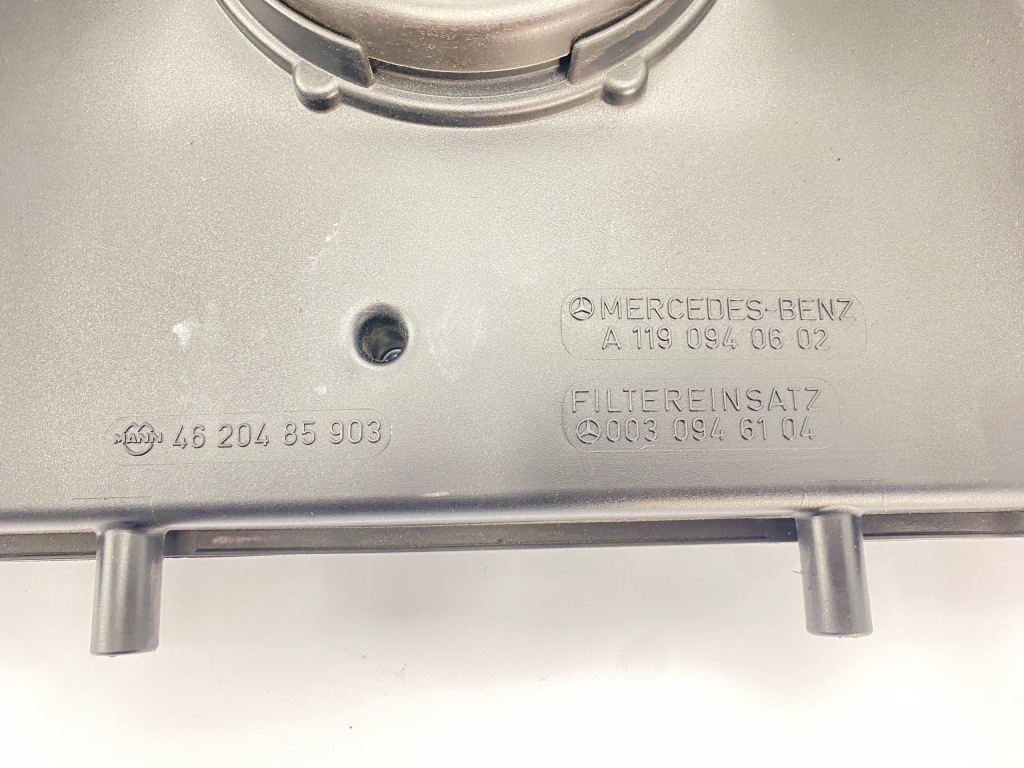 MERCEDES-BENZ
A 119 094 06 02
FILTEREINSATZ
003 094 61 04
MANN 46 204 85 903